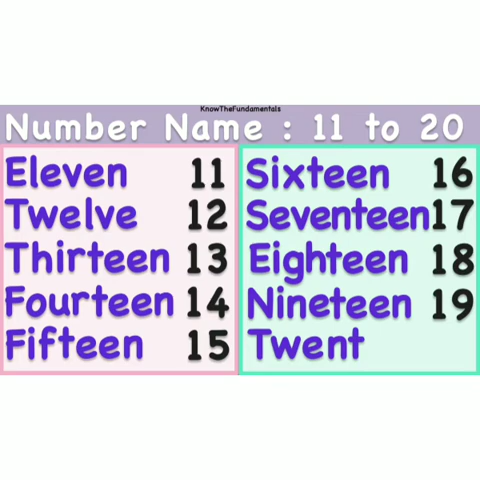 KnowTheFundamentals
Number Name : 11 to 20
Eleven 11
Twelve 12
Thirteen 13
Fourteen 14
Fifteen 15
Sixteen 16
Seventeen 17
Eighteen 18
Nineteen 19
Twent